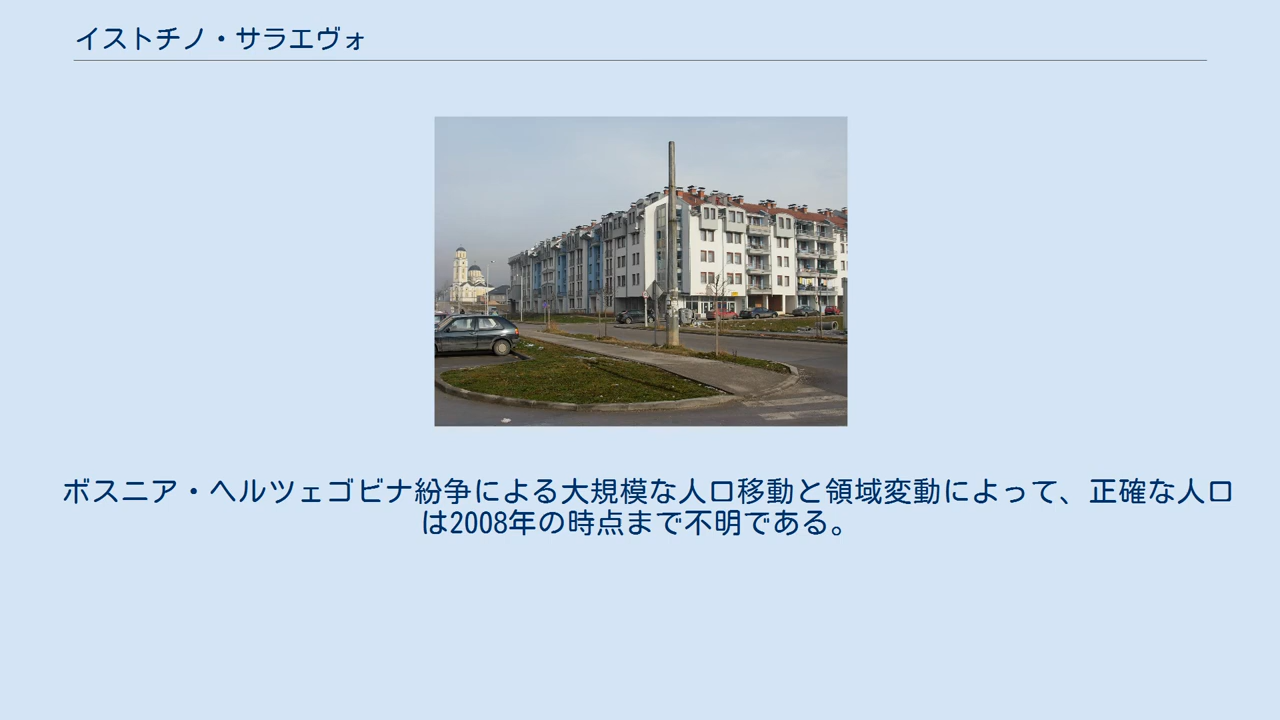 イストチノ・サラエヴォ
ボスニア・ヘルツェゴビナ紛争による大規模な人口移動と領域変動によって、正確な人口
は2008年の時点まで不明である。